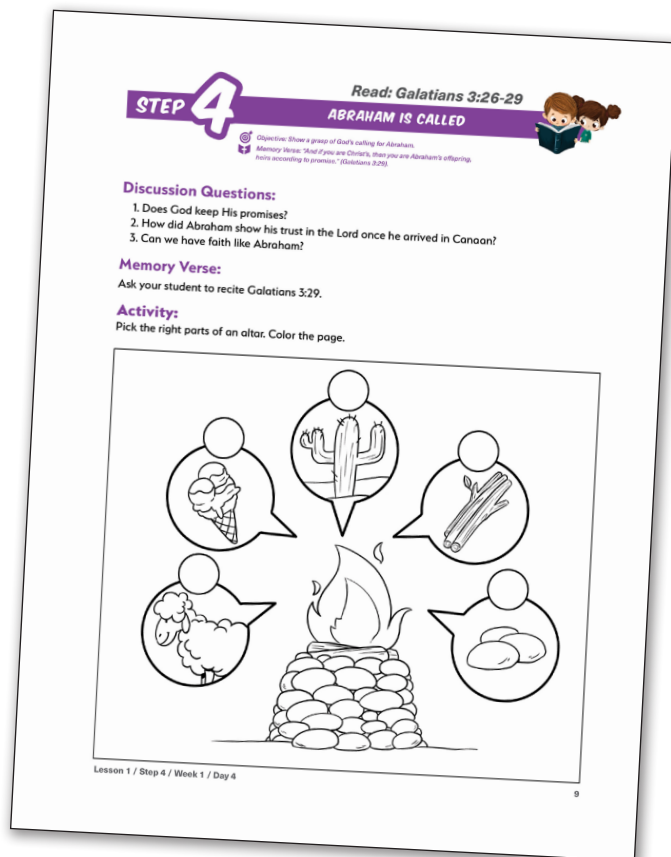 Read: Galatians 3:26-29
STEP 4
ABRAHAM IS CALLED
Objective: Show a grasp of God's calling for Abraham.
Memory Verse: "And if you are Christ's, then you are Abraham's offspring,
heirs according to promise." (Galatians 3:29).
Discussion Questions:
1. Does God keep His promises?
2. How did Abraham show his trust in the Lord once he arrived in Canaan?
3. Can we have faith like Abraham?
Memory Verse:
Ask your student to recite Galatians 3:29.
Activity:
Pick the right parts of an altar. Color the page.
Lesson 1 / Step 4 / Week 1 / Day 4
9